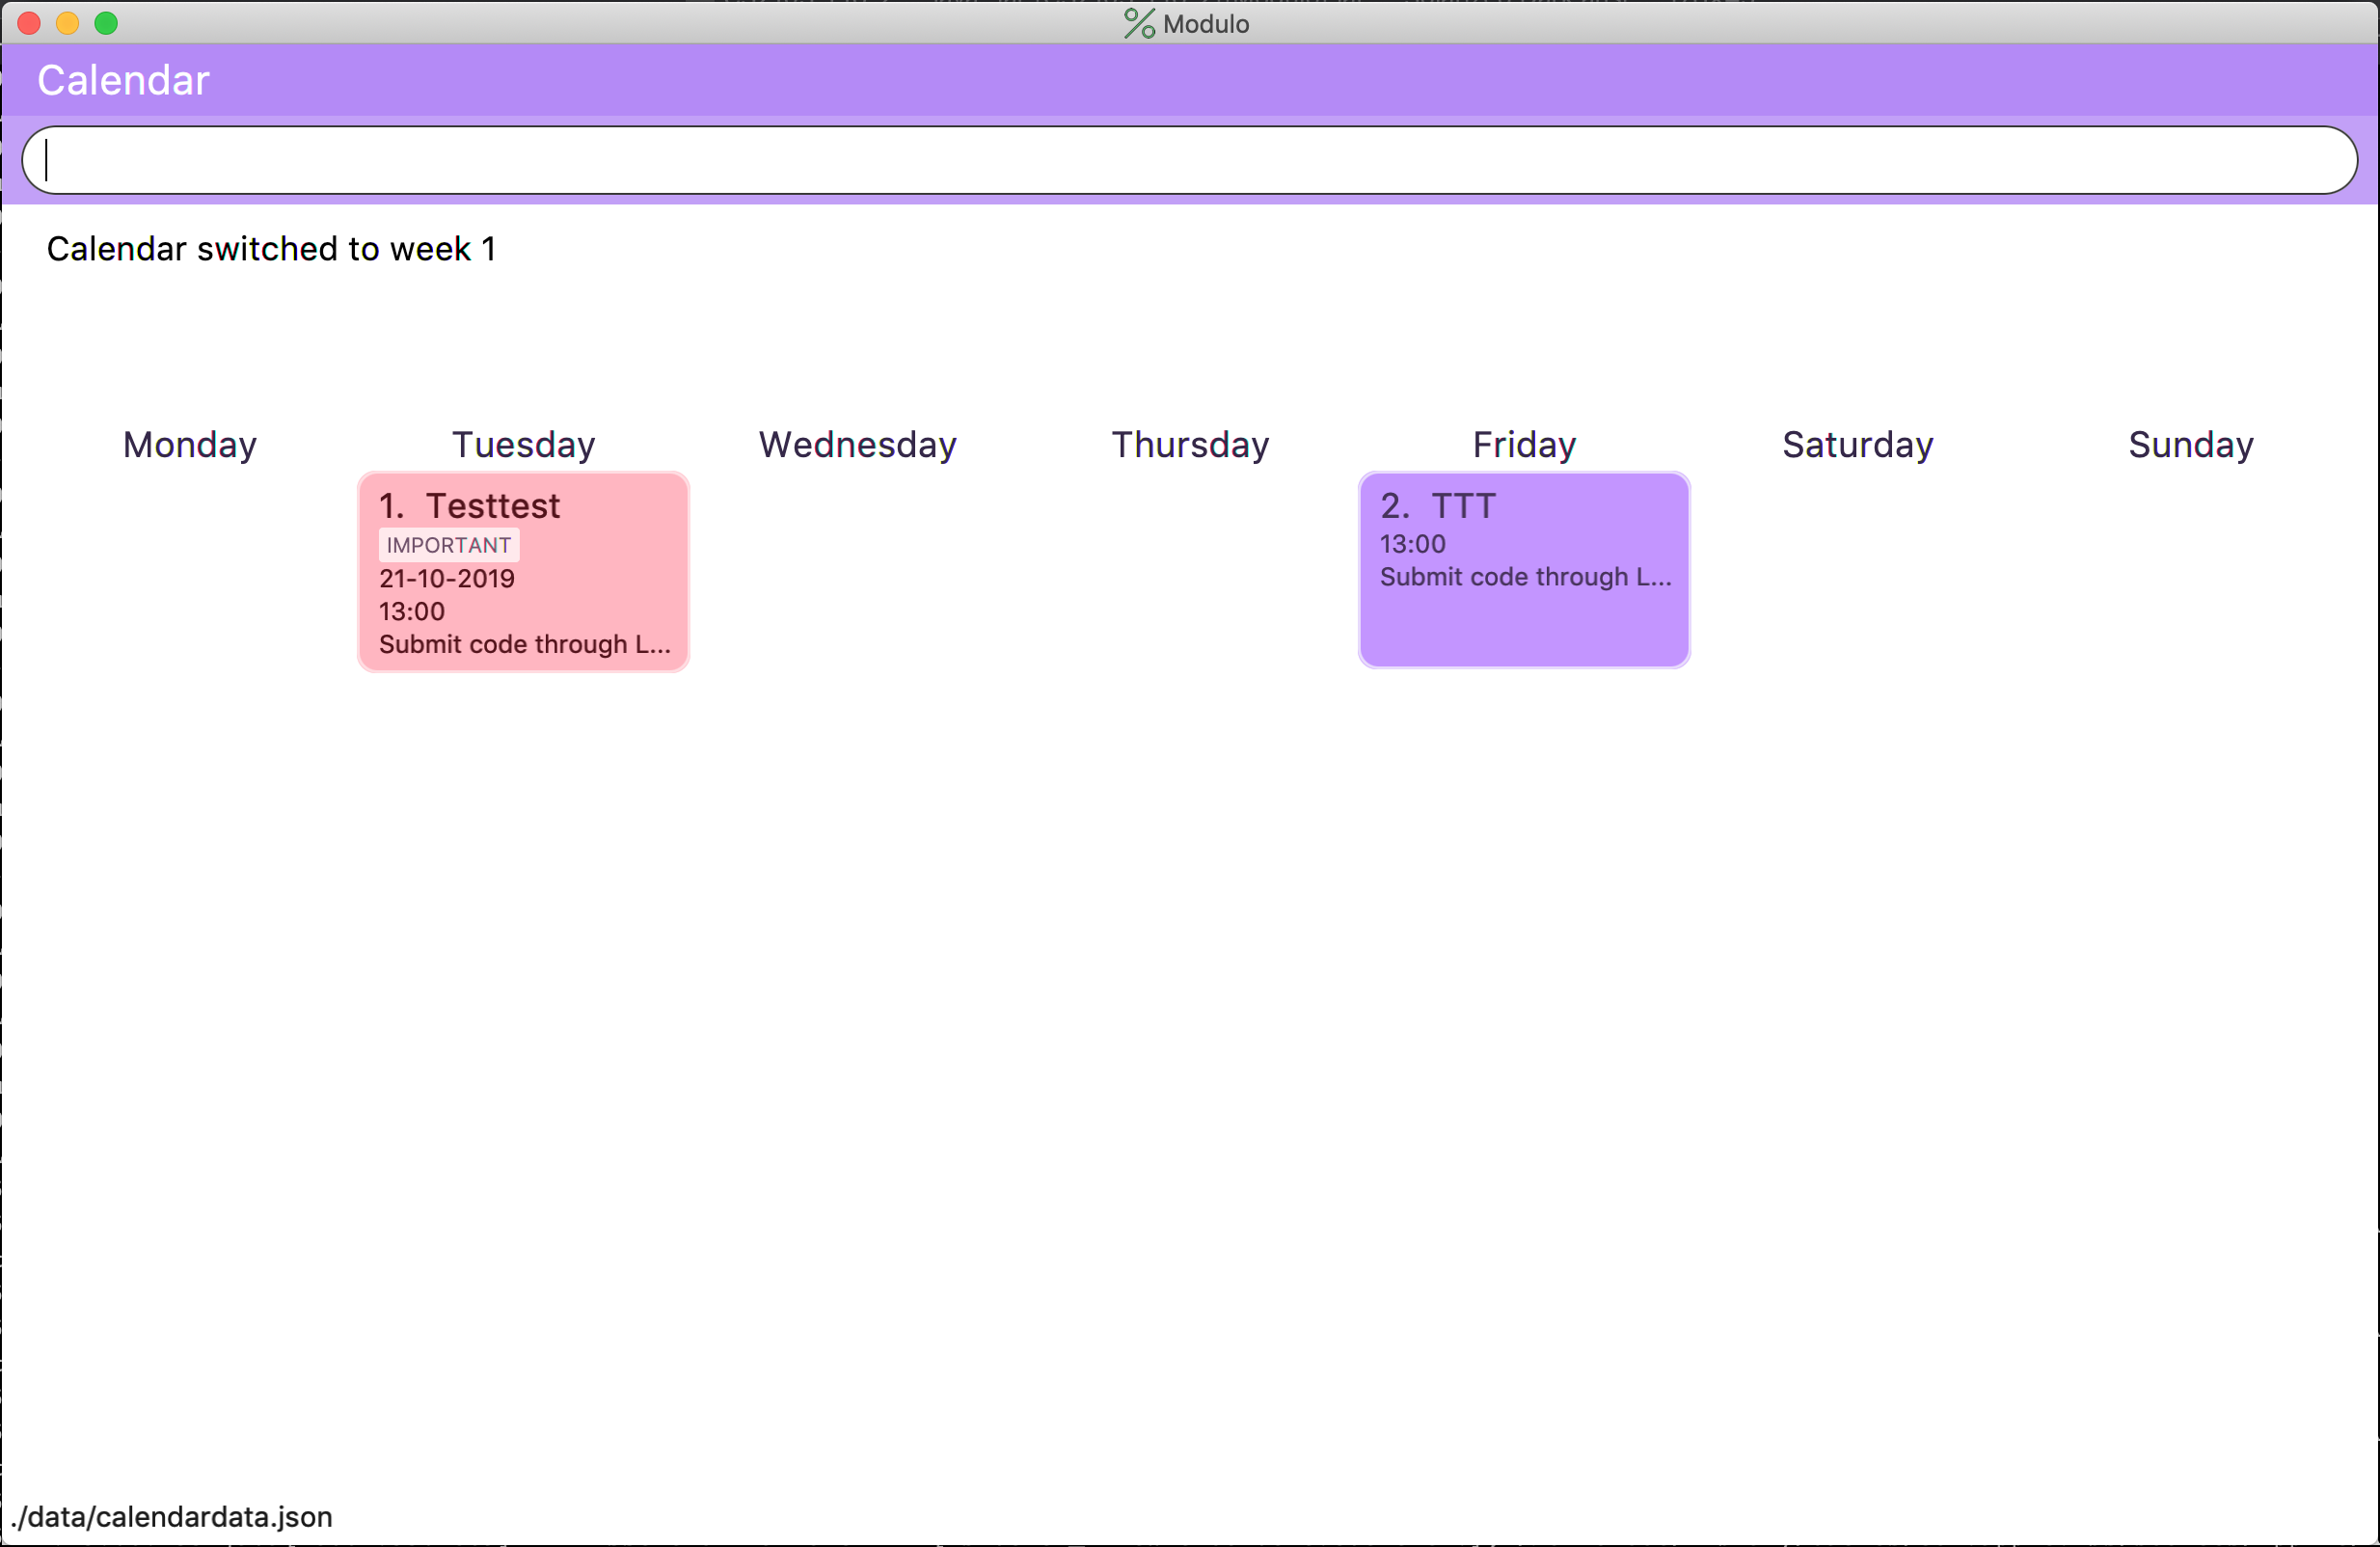 Modulo
Calendar
Calendar switched to week 1
Monday Tuesday Wednesday Thursday Friday Saturday Sunday
1. Testtest
IMPORTANT
21-10-2019
13:00
Submit code through L...
2. TTT
13:00
Submit code through L...
./data/calendardata.json